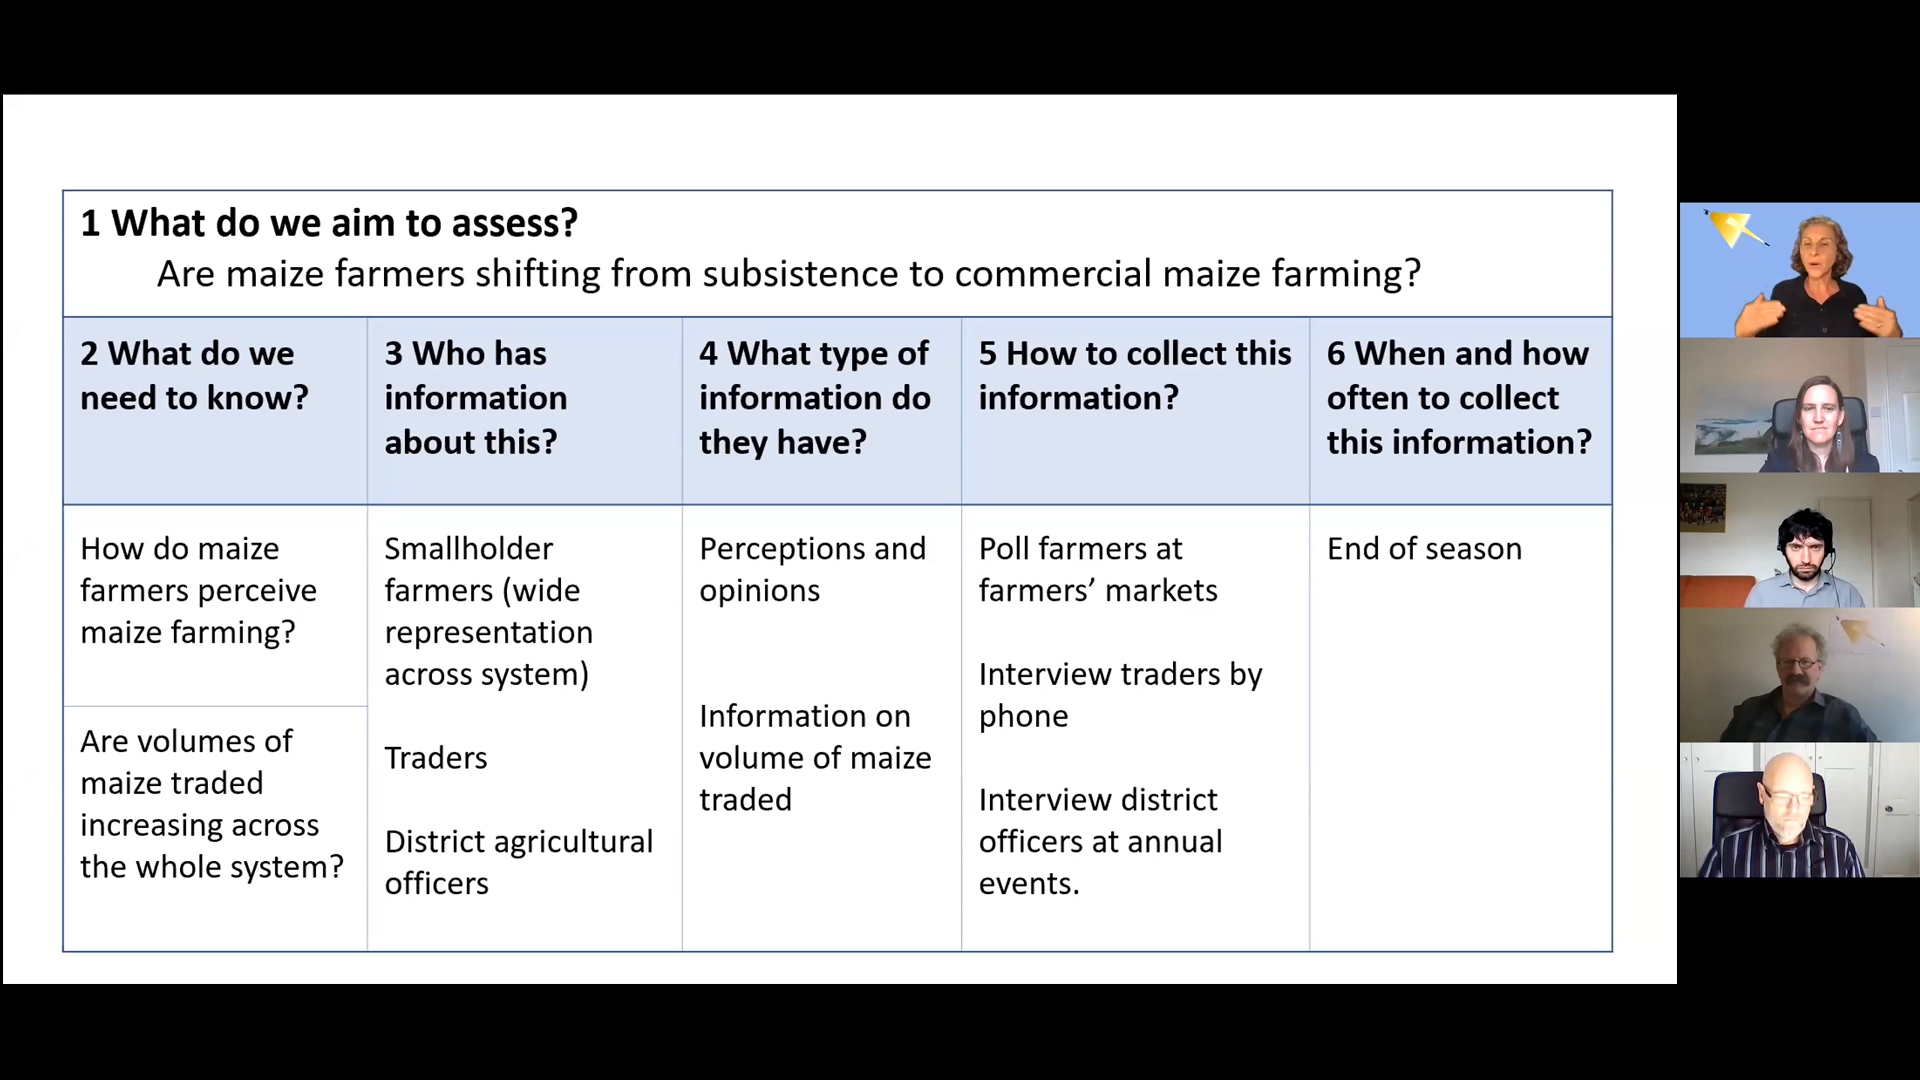 1 What do we aim to assess?
Are maize farmers shifting from subsistence to commercial maize farming?
2 What do we
need to know?
3 Who has
information
about this?
4 What type of
information do
they have?
5 How to collect this
information?
6 When and how
often to collect
this information?
How do maize
farmers perceive
maize farming?
Are volumes of
maize traded
increasing across
the whole system?
Smallholder
farmers (wide
representation
across system)
Traders
District agricultural
officers
Perceptions and
opinions
Information on
volume of maize
traded
Poll farmers at
farmers’ markets
Interview traders by
phone
Interview district
officers at annual
events.
End of season